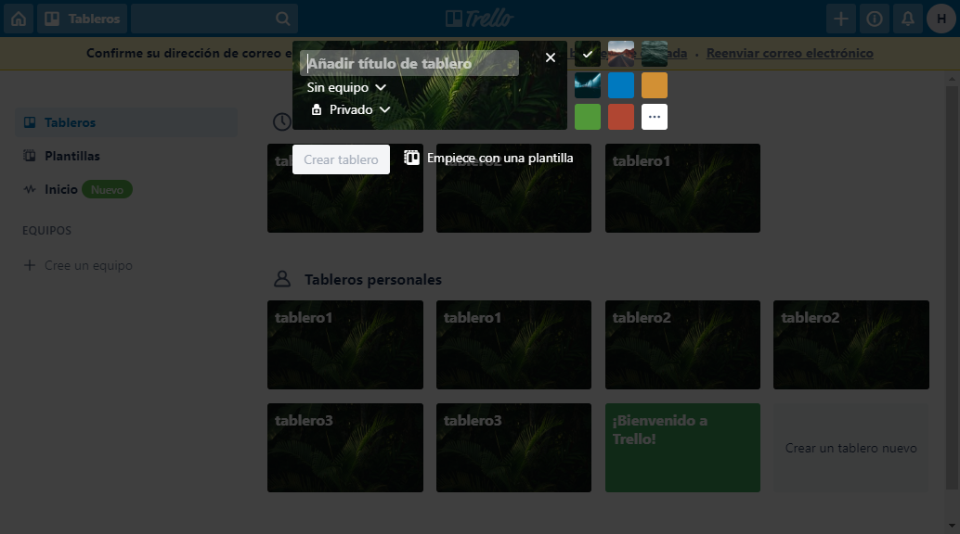 Tableros
Trello
H
Confirme su dirección de correo e
ada · Reenviar correo electrónico
Añadir título de tablero
Sin equipo
Privado
Crear tablero
Empiece con una plantilla
Tableros
Plantillas
Inicio Nuevo
EQUIPOS
Cree un equipo
tablero2
tablero1
Tableros personales
tablero1
tablero1
tablero2
tablero2
tablero3
tablero3
¡Bienvenido a
Trello!
Crear un tablero nuevo